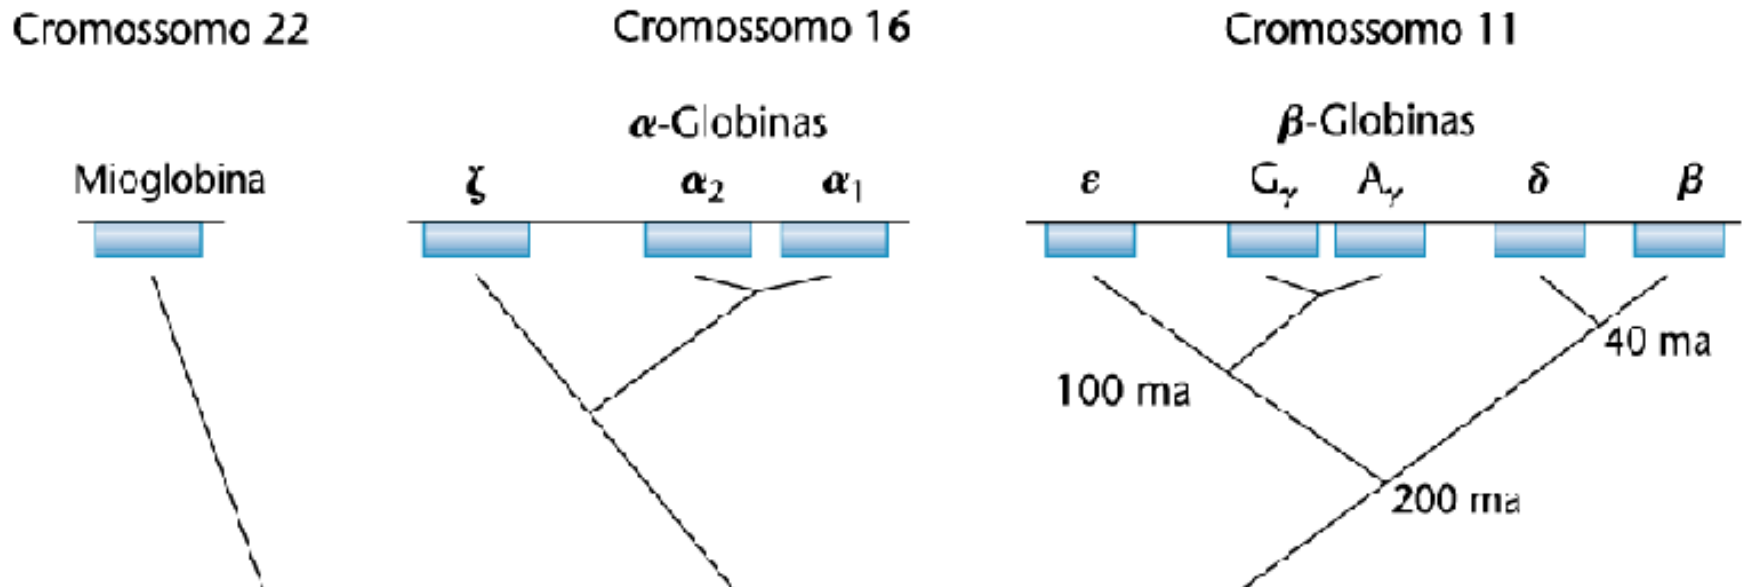 Cromossomo 22 Cromossomo 16 Cromossomo 11
α-Globinas β-Globinas
Mioglobina ζ α₂ α₁ ε Gᵧ Aᵧ δ β
40 ma
100 ma
200 ma